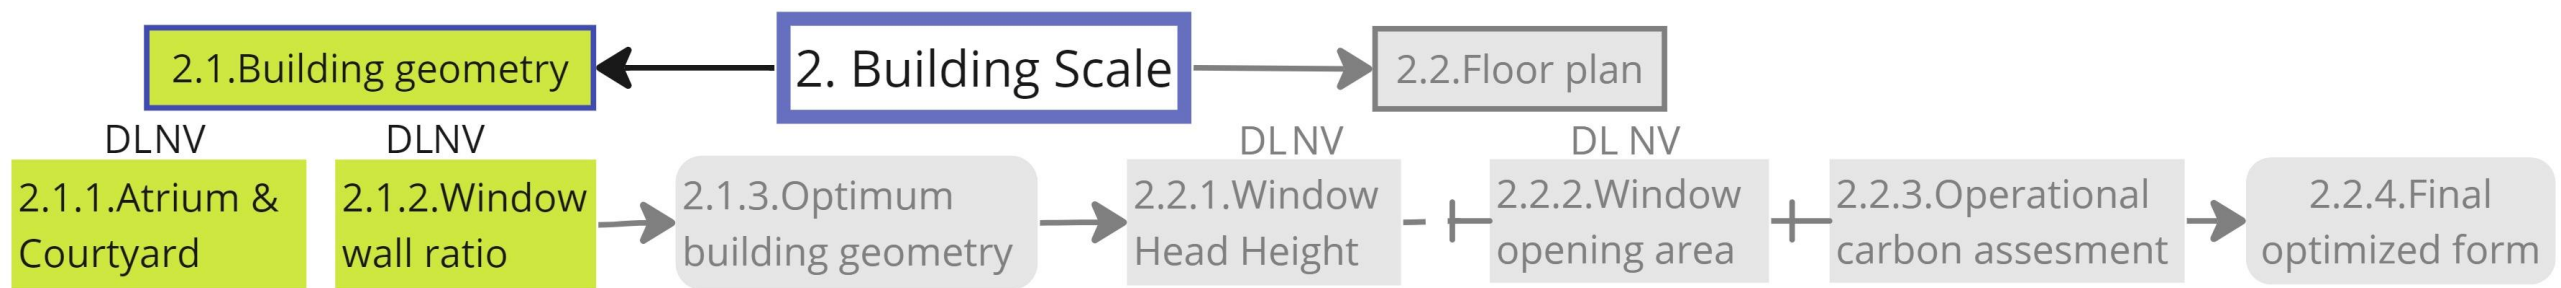 2.1.Building geometry
2. Building Scale
2.2.Floor plan
DLNV
DLNV
DLNV
DL NV
2.1.1.Atrium &
Courtyard
2.1.2.Window
wall ratio
2.1.3.Optimum
building geometry
2.2.1.Window
Head Height
2.2.2.Window
opening area
2.2.3.Operational
carbon assesment
2.2.4.Final
optimized form